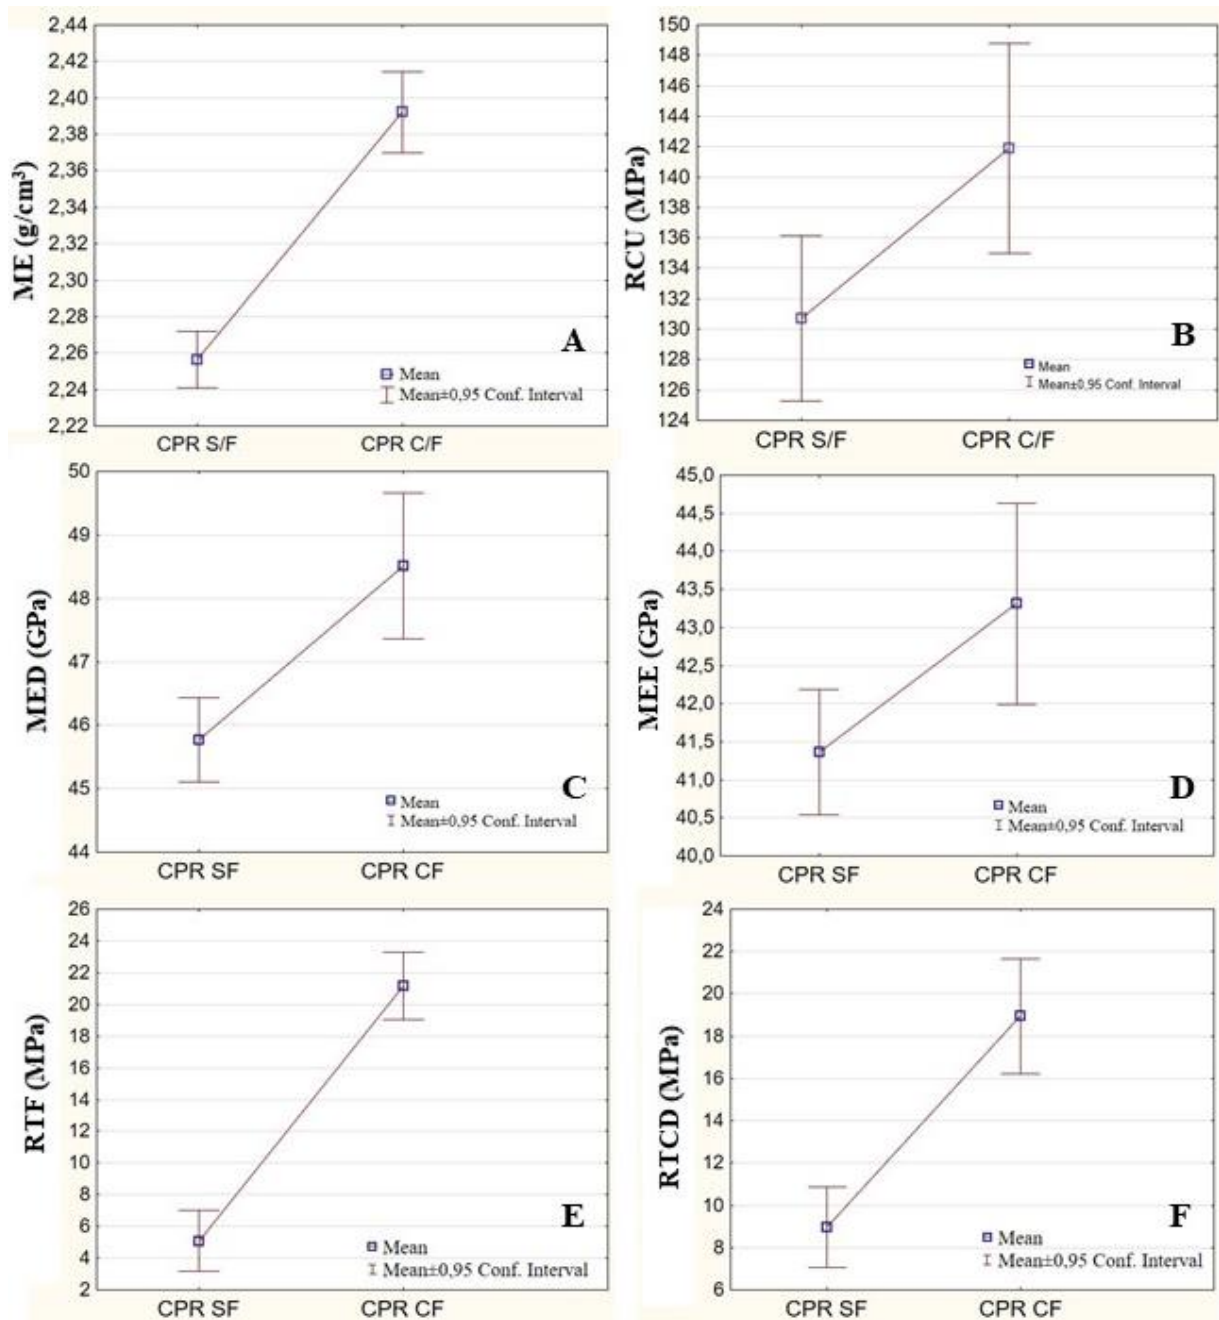 ME (g/cm³)
2,44
2,42
2,40
2,38
2,36
2,34
2,32
2,30
2,28
2,26
2,24
2,22
A
Mean
Mean±0,95 Conf. Interval
CPR S/F CPR C/F
RCU (MPa)
150
148
146
144
142
140
138
136
134
132
130
128
126
124
B
Mean
Mean±0,95 Conf. Interval
CPR S/F CPR C/F
MED (GPa)
50
49
48
47
46
45
44
C
Mean
Mean±0,95 Conf. Interval
CPR SF CPR CF
MEE (GPa)
45,0
44,5
44,0
43,5
43,0
42,5
42,0
41,5
41,0
40,5
40,0
D
Mean
Mean±0,95 Conf. Interval
CPR SF CPR CF
RTF (MPa)
26
24
22
20
18
16
14
12
10
8
6
4
2
E
Mean
Mean±0,95 Conf. Interval
CPR SF CPR CF
RTCD (MPa)
24
22
20
18
16
14
12
10
8
6
F
Mean
Mean±0,95 Conf. Interval
CPR SF CPR CF